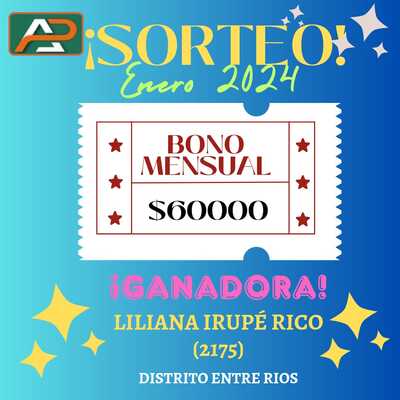 AP
¡SORTEO!
Enero 2024
BONO
MENSUAL
$60000
¡GANADORA!
LILIANA IRUPÉ RICO
(2175)
DISTRITO ENTRE RIOS